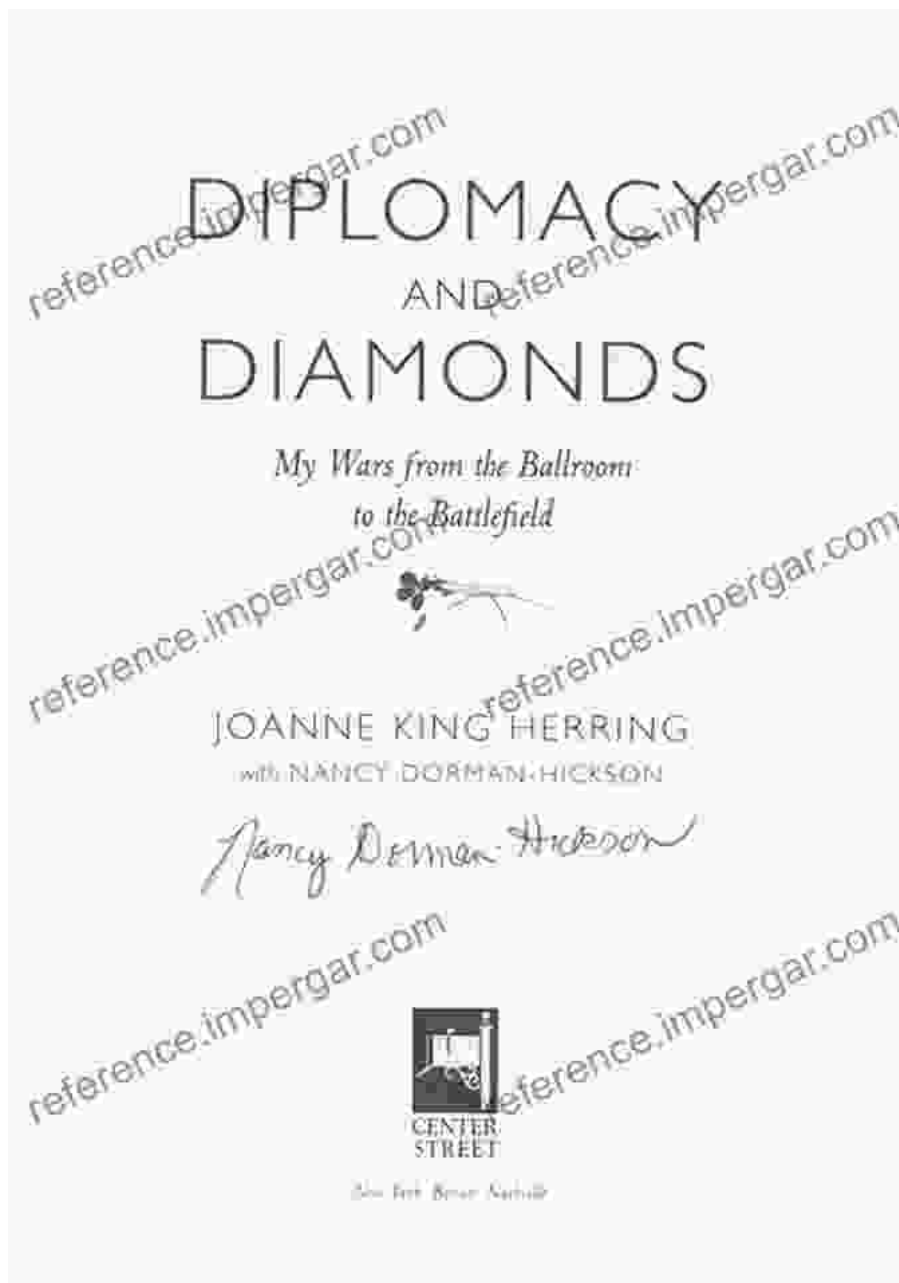 DIPLOMACY
AND
DIAMONDS
My Wars from the Ballroom
to the Battlefield
JOANNE KING HERRING
with NANCY DORMAN-HICKSON
Nancy Dorman-Hickson
CENTER
STREET
New York Boston Nashville
reference.impergar.com
reference.impergar.com
reference.impergar.com
reference.impergar.com
reference.impergar.com
reference.impergar.com